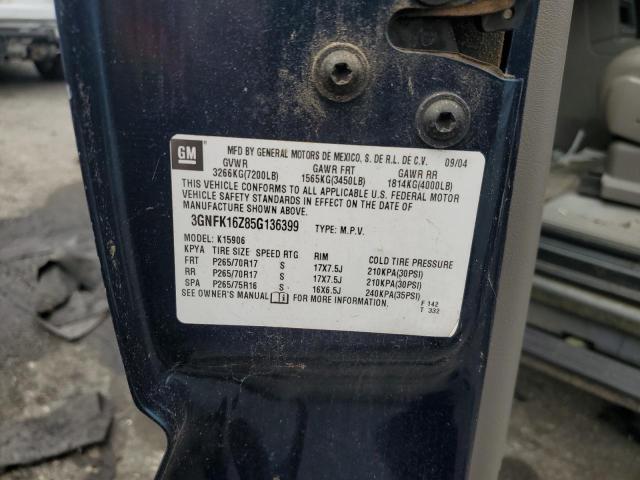 GM MFD BY GENERAL MOTORS DE MEXICO, S. DE R.L. DE C.V. 09/04
GVWR GAWR FRT GAWR RR
3266KG(7200LB) 1565KG(3450LB) 1814KG(4000LB)
THIS VEHICLE CONFORMS TO ALL APPLICABLE U.S. FEDERAL MOTOR
VEHICLE SAFETY STANDARDS IN EFFECT ON THE DATE OF
MANUFACTURE SHOWN ABOVE.
3GNFK16Z85G136399 TYPE: M.P.V.
MODEL: K15906
KPYA TIRE SIZE SPEED RTG RIM COLD TIRE PRESSURE
FRT P265/70R17 S 17X7.5J 210KPA(30PSI)
RR P265/70R17 S 17X7.5J 210KPA(30PSI)
SPA P265/75R16 S 16X6.5J 240KPA(35PSI)
SEE OWNER'S MANUAL FOR MORE INFORMATION. F 142
T 332